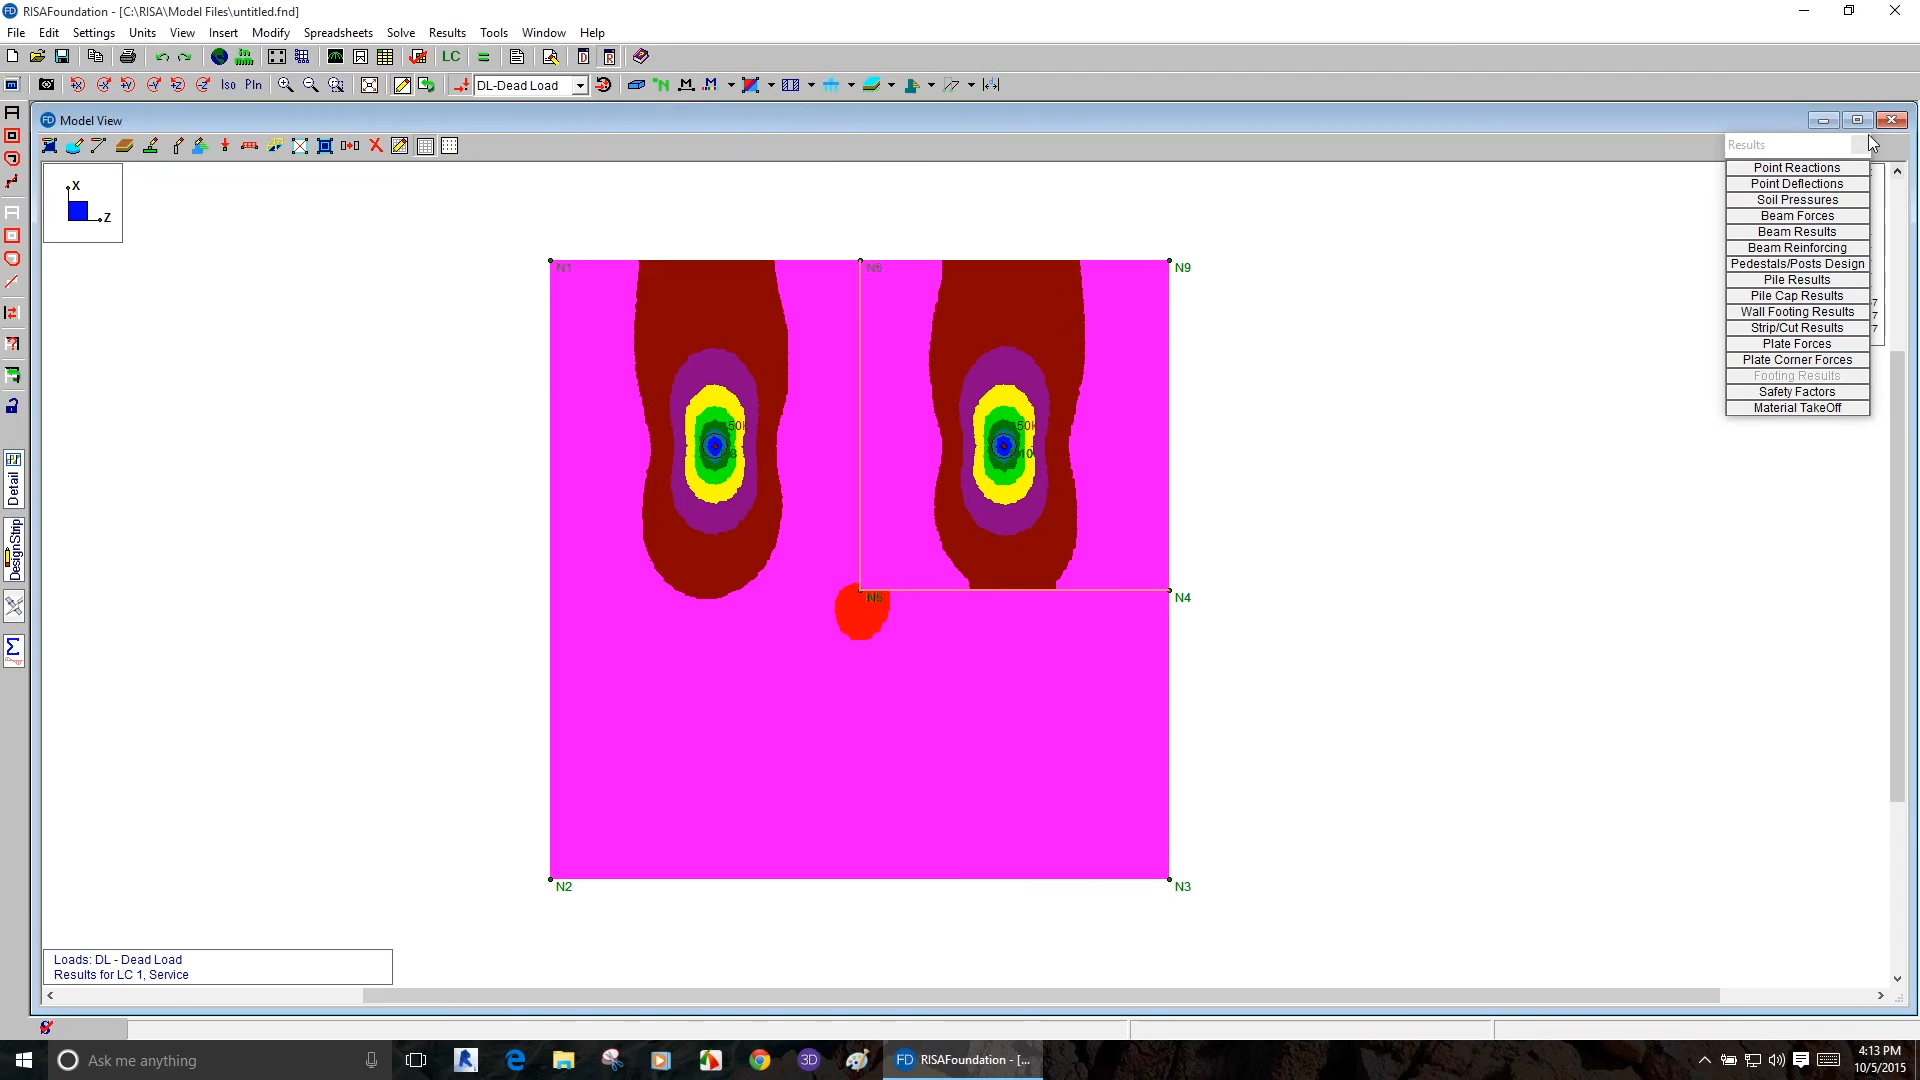 RISAFoundation - [C:\RISA\Model Files\untitled.fnd]
File Edit Settings Units View Insert Modify Spreadsheets Solve Results Tools Window Help
LC
D R
Iso Pln
DL-Dead Load
FD Model View
Results
Point Reactions
Point Deflections
Soil Pressures
Beam Forces
Beam Results
Beam Reinforcing
Pedestals/Posts Design
Pile Results
Pile Cap Results
Wall Footing Results
Strip/Cut Results
Plate Forces
Plate Corner Forces
Footing Results
Safety Factors
Material TakeOff
X
Z
N1
N6
N9
N5
N4
N2
N3
Detail
DesignStrip
Loads: DL - Dead Load
Results for LC 1, Service
Ask me anything
3D
FD RISAFoundation - [...
4:13 PM
10/5/2015